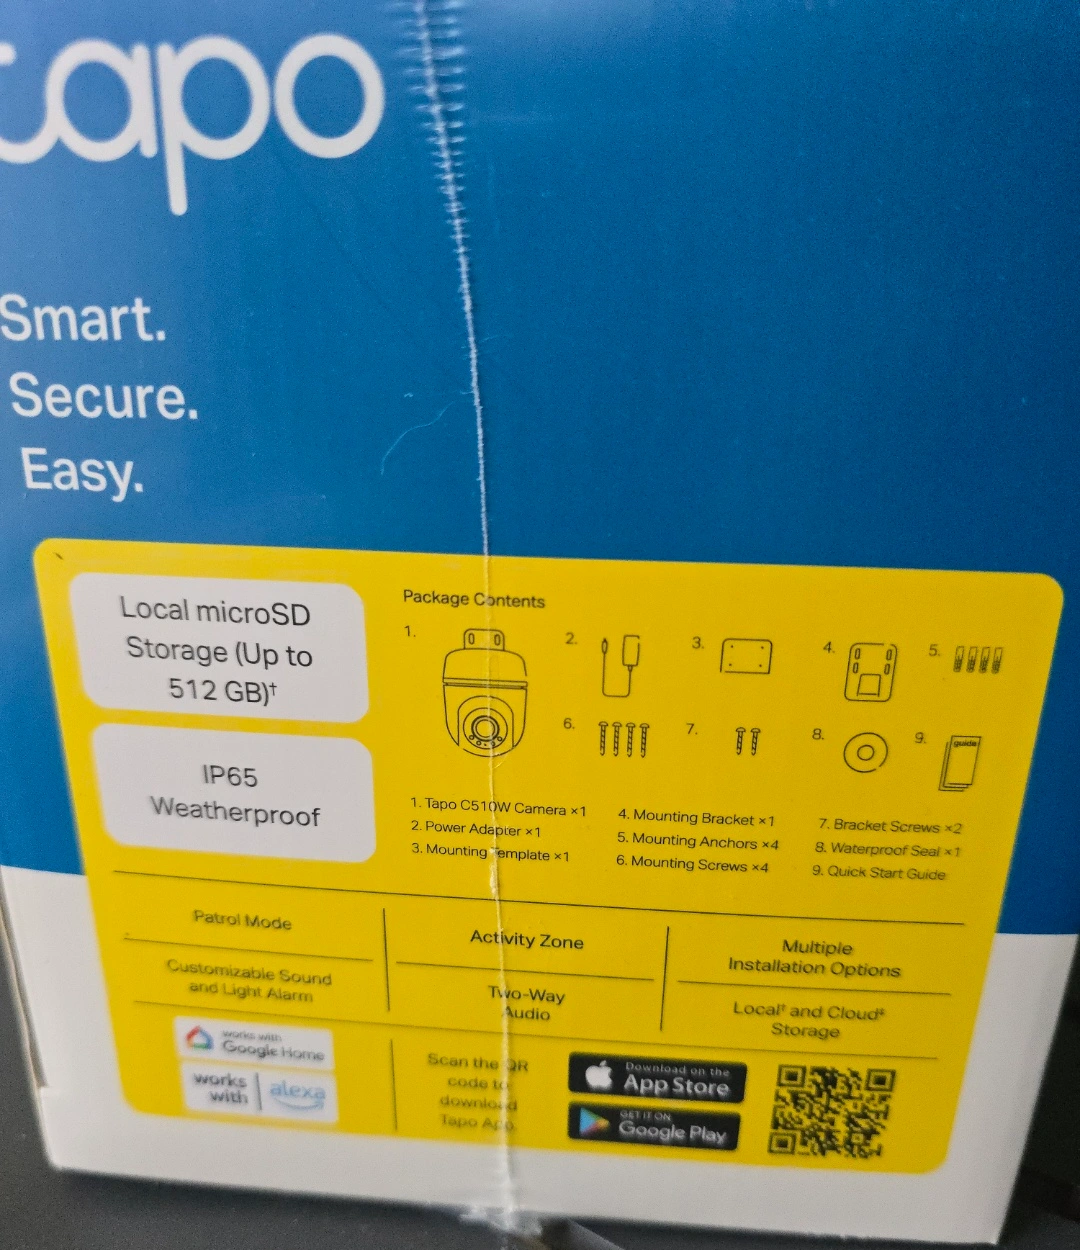 tapo
Smart.
Secure.
Easy.
Local microSD
Storage (Up to
512 GB)†
IP65
Weatherproof
Package Contents
1.
2.
3.
4.
5.
6.
7.
8.
9.
guide
1. Tapo C510W Camera ×1
2. Power Adapter ×1
3. Mounting Template ×1
4. Mounting Bracket ×1
5. Mounting Anchors ×4
6. Mounting Screws ×4
7. Bracket Screws ×2
8. Waterproof Seal ×1
9. Quick Start Guide
Patrol Mode
Activity Zone
Multiple
Installation Options
Customizable Sound
and Light Alarm
Two-Way
Audio
Local† and Cloud‡
Storage
works with
Google Home
works
with
alexa
Scan the QR
code to
download
Tapo App.
Download on the
App Store
GET IT ON
Google Play